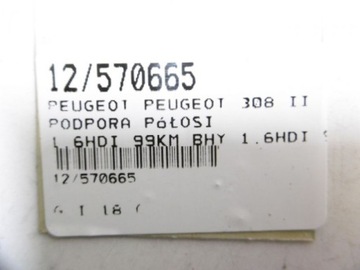 12/570665
PEUGEOT PEUGEOT 308 II
PODPORA PÓŁOSI
1.6HDI 99KM BHY 1.6HDI
12/570665